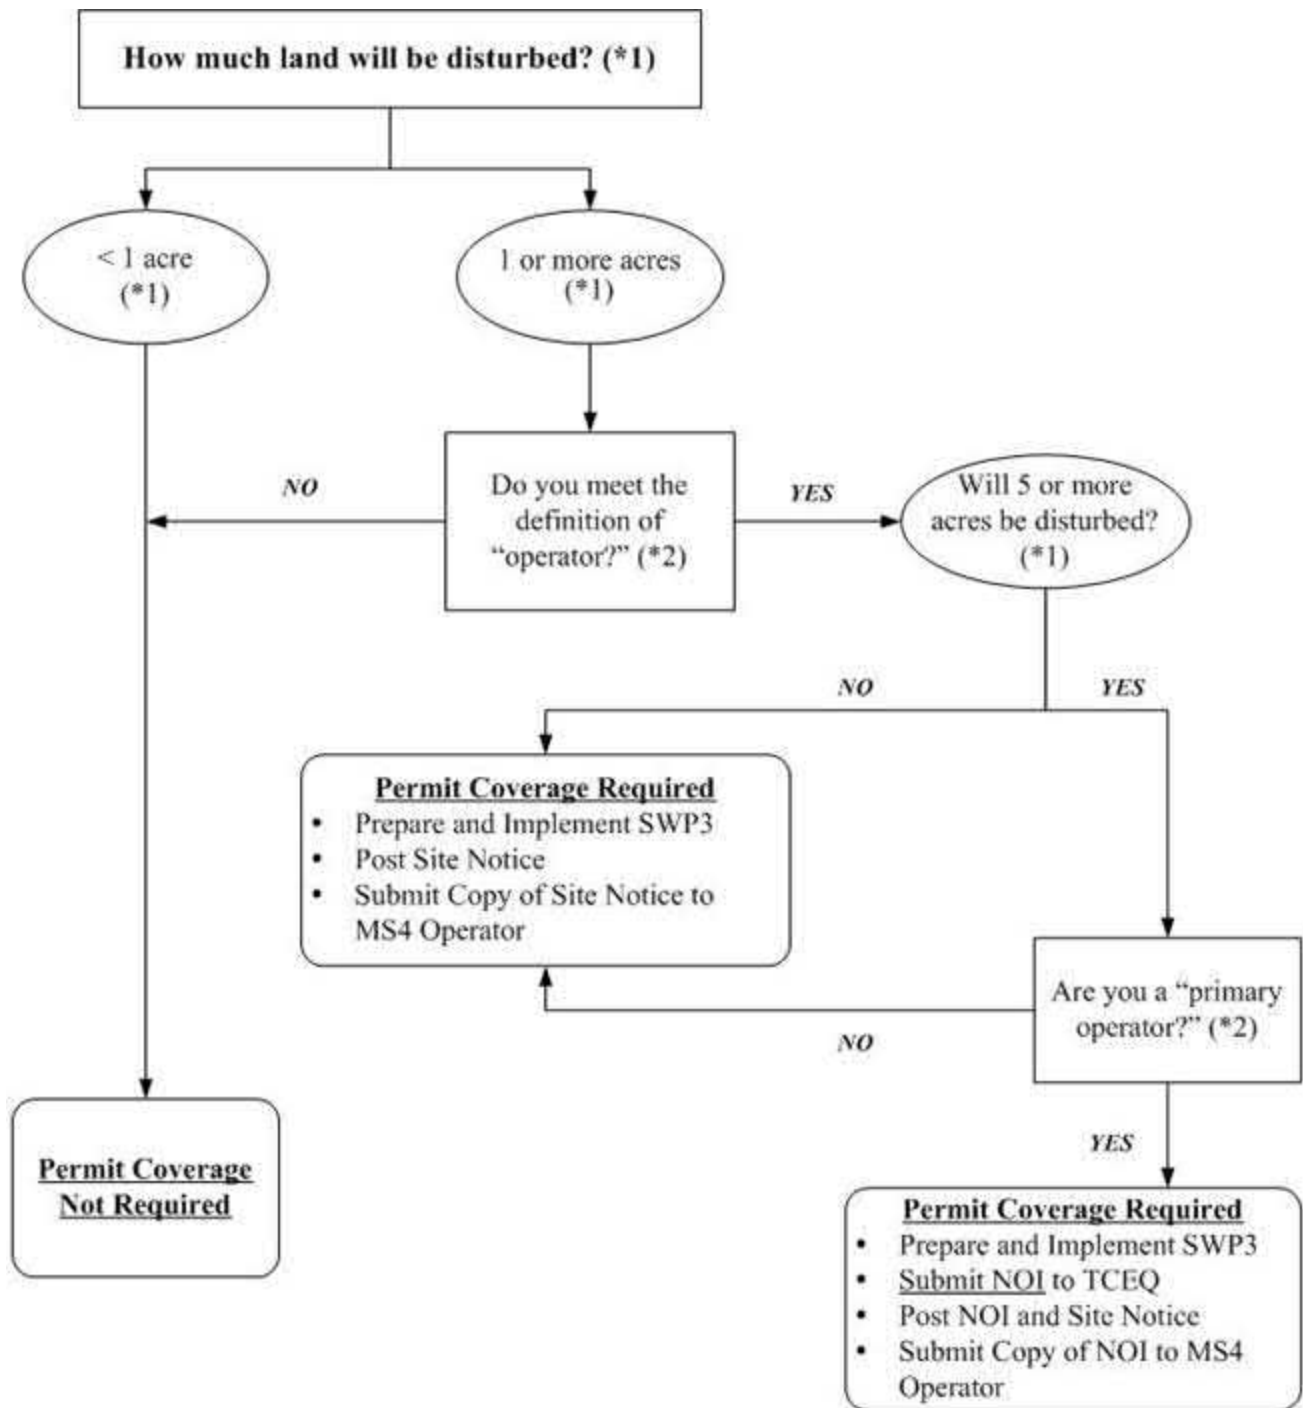 How much land will be disturbed? (*1)
< 1 acre
(*1)
1 or more acres
(*1)
NO
Do you meet the
definition of
“operator?” (*2)
YES
Will 5 or more
acres be disturbed?
(*1)
NO
YES
Permit Coverage Required
• Prepare and Implement SWP3
• Post Site Notice
• Submit Copy of Site Notice to
MS4 Operator
Are you a “primary
operator?” (*2)
NO
YES
Permit Coverage
Not Required
Permit Coverage Required
• Prepare and Implement SWP3
• Submit NOI to TCEQ
• Post NOI and Site Notice
• Submit Copy of NOI to MS4
Operator